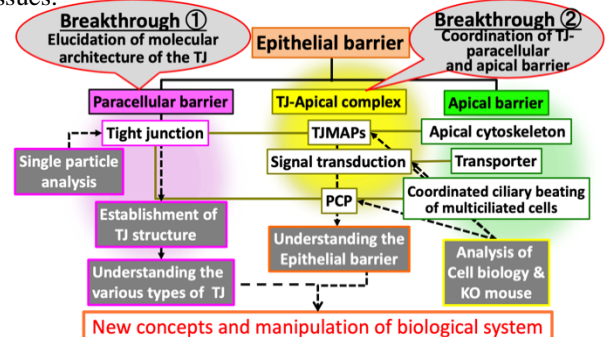 ssues.
Breakthrough ①
Elucidation of molecular
architecture of the TJ
Breakthrough ②
Coordination of TJ-
paracellular
and apical barrier
Epithelial barrier
Paracellular barrier
TJ-Apical complex
Apical barrier
Tight junction
TJMAPs
Apical cytoskeleton
Single particle
analysis
Signal transduction
Transporter
PCP
Coordinated ciliary beating
of multiciliated cells
Establishment of
TJ structure
Understanding the
Epithelial barrier
Analysis of
Cell biology &
KO mouse
Understanding the
various types of TJ
New concepts and manipulation of biological system